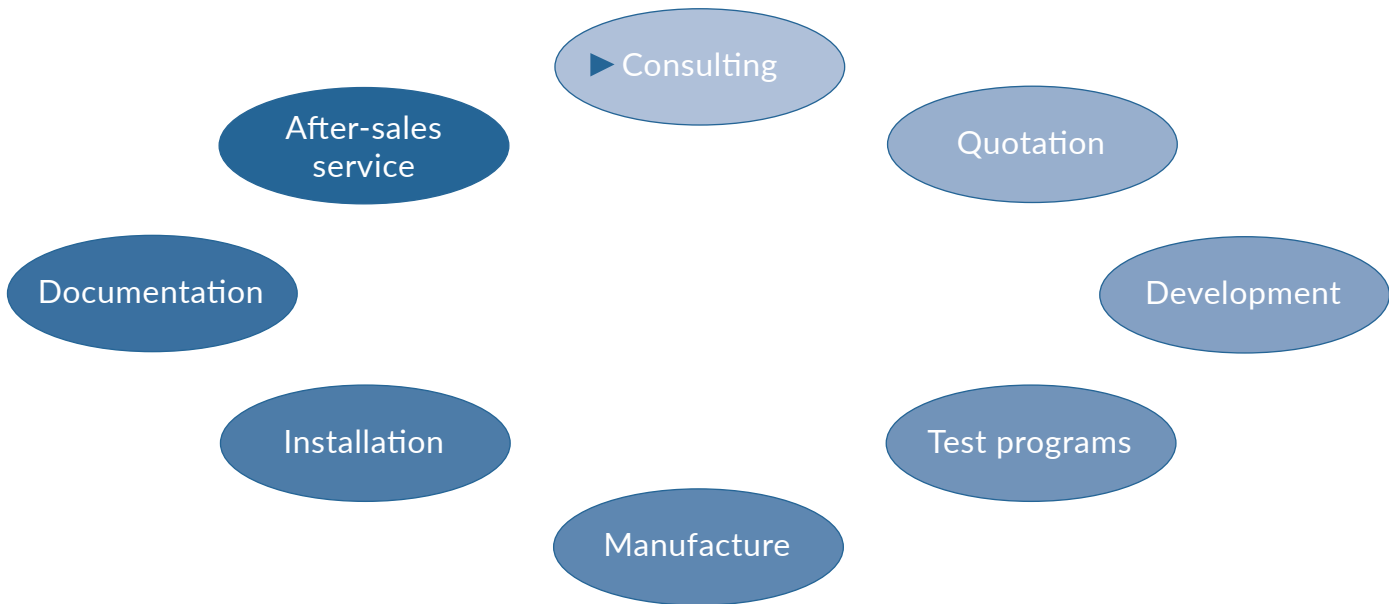 ► Consulting
Quotation
Development
Test programs
Manufacture
Installation
Documentation
After-sales
service